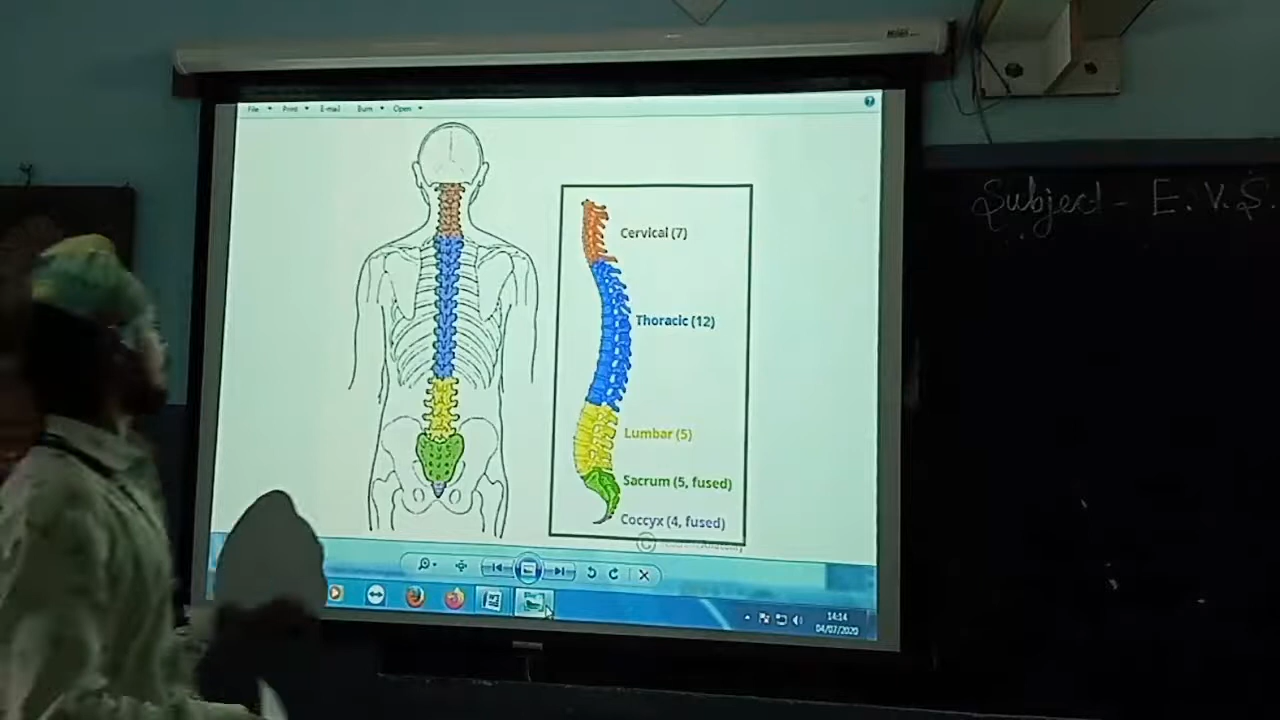 File Print E-mail Burn Open
Subject - E.V.S.
Cervical (7)
Thoracic (12)
Lumbar (5)
Sacrum (5, fused)
Coccyx (4, fused)
14:14
04/07/2020